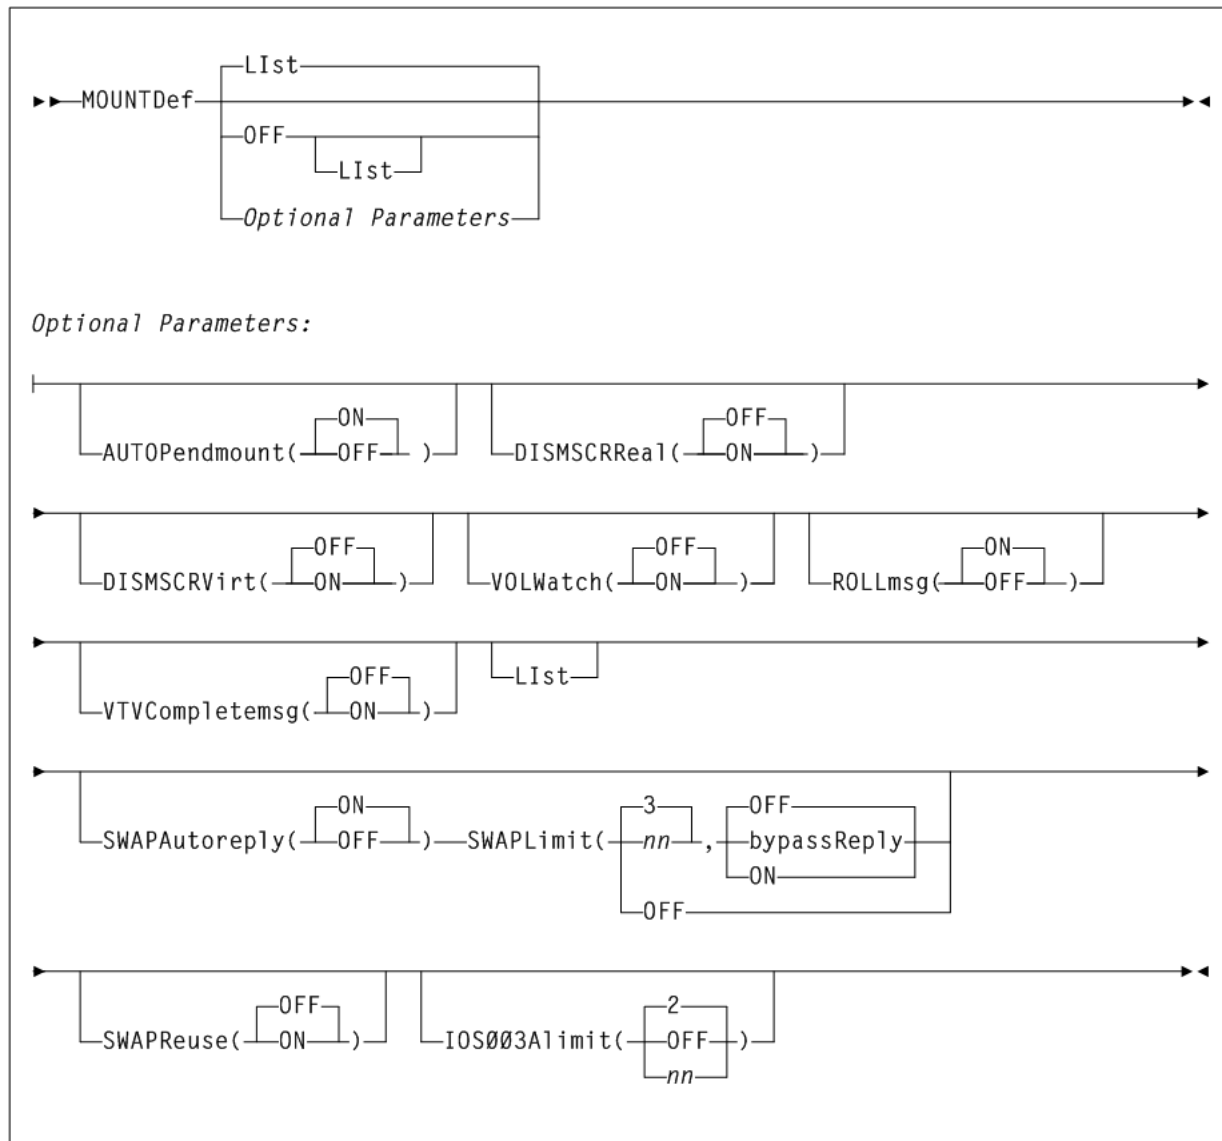 LIst
MOUNTDef
OFF
LIst
Optional Parameters
Optional Parameters:
ON OFF
AUTOPendmount( OFF ) DISMSCRReal( ON )
OFF OFF ON
DISMSCRVirt( ON ) VOLWatch( ON ) ROLLmsg( OFF )
LIst
OFF
VTVCompletemsg( ON )
ON 3 OFF
SWAPAutoreply( OFF ) SWAPLimit( nn , bypassReply
ON
OFF
OFF 2
SWAPReuse( ON ) IOSØØ3Alimit( OFF )
nn